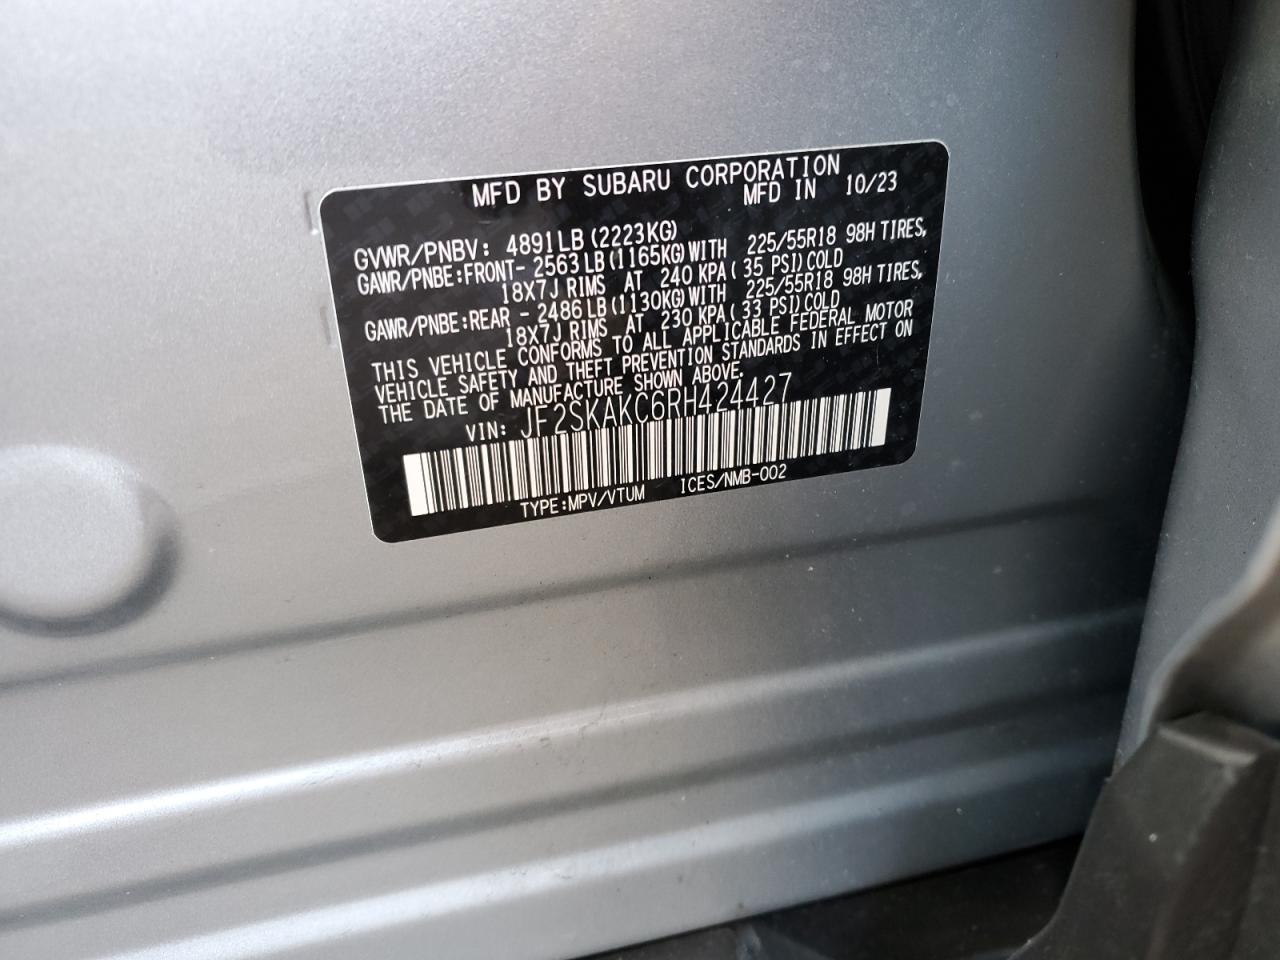 MFD BY SUBARU CORPORATION
MFD IN 10/23
GVWR/PNBV: 4891LB(2223KG)
GAWR/PNBE:FRONT- 2563LB(1165KG)WITH 225/55R18 98H TIRES,
18X7J RIMS AT 240 KPA( 35 PSI)COLD
GAWR/PNBE:REAR - 2486LB(1130KG)WITH 225/55R18 98H TIRES,
18X7J RIMS AT 230 KPA( 33 PSI)COLD
THIS VEHICLE CONFORMS TO ALL APPLICABLE FEDERAL MOTOR
VEHICLE SAFETY AND THEFT PREVENTION STANDARDS IN EFFECT ON
THE DATE OF MANUFACTURE SHOWN ABOVE.
VIN: JF2SKAKC6RH424427
TYPE:MPV/VTUM ICES/NMB-002